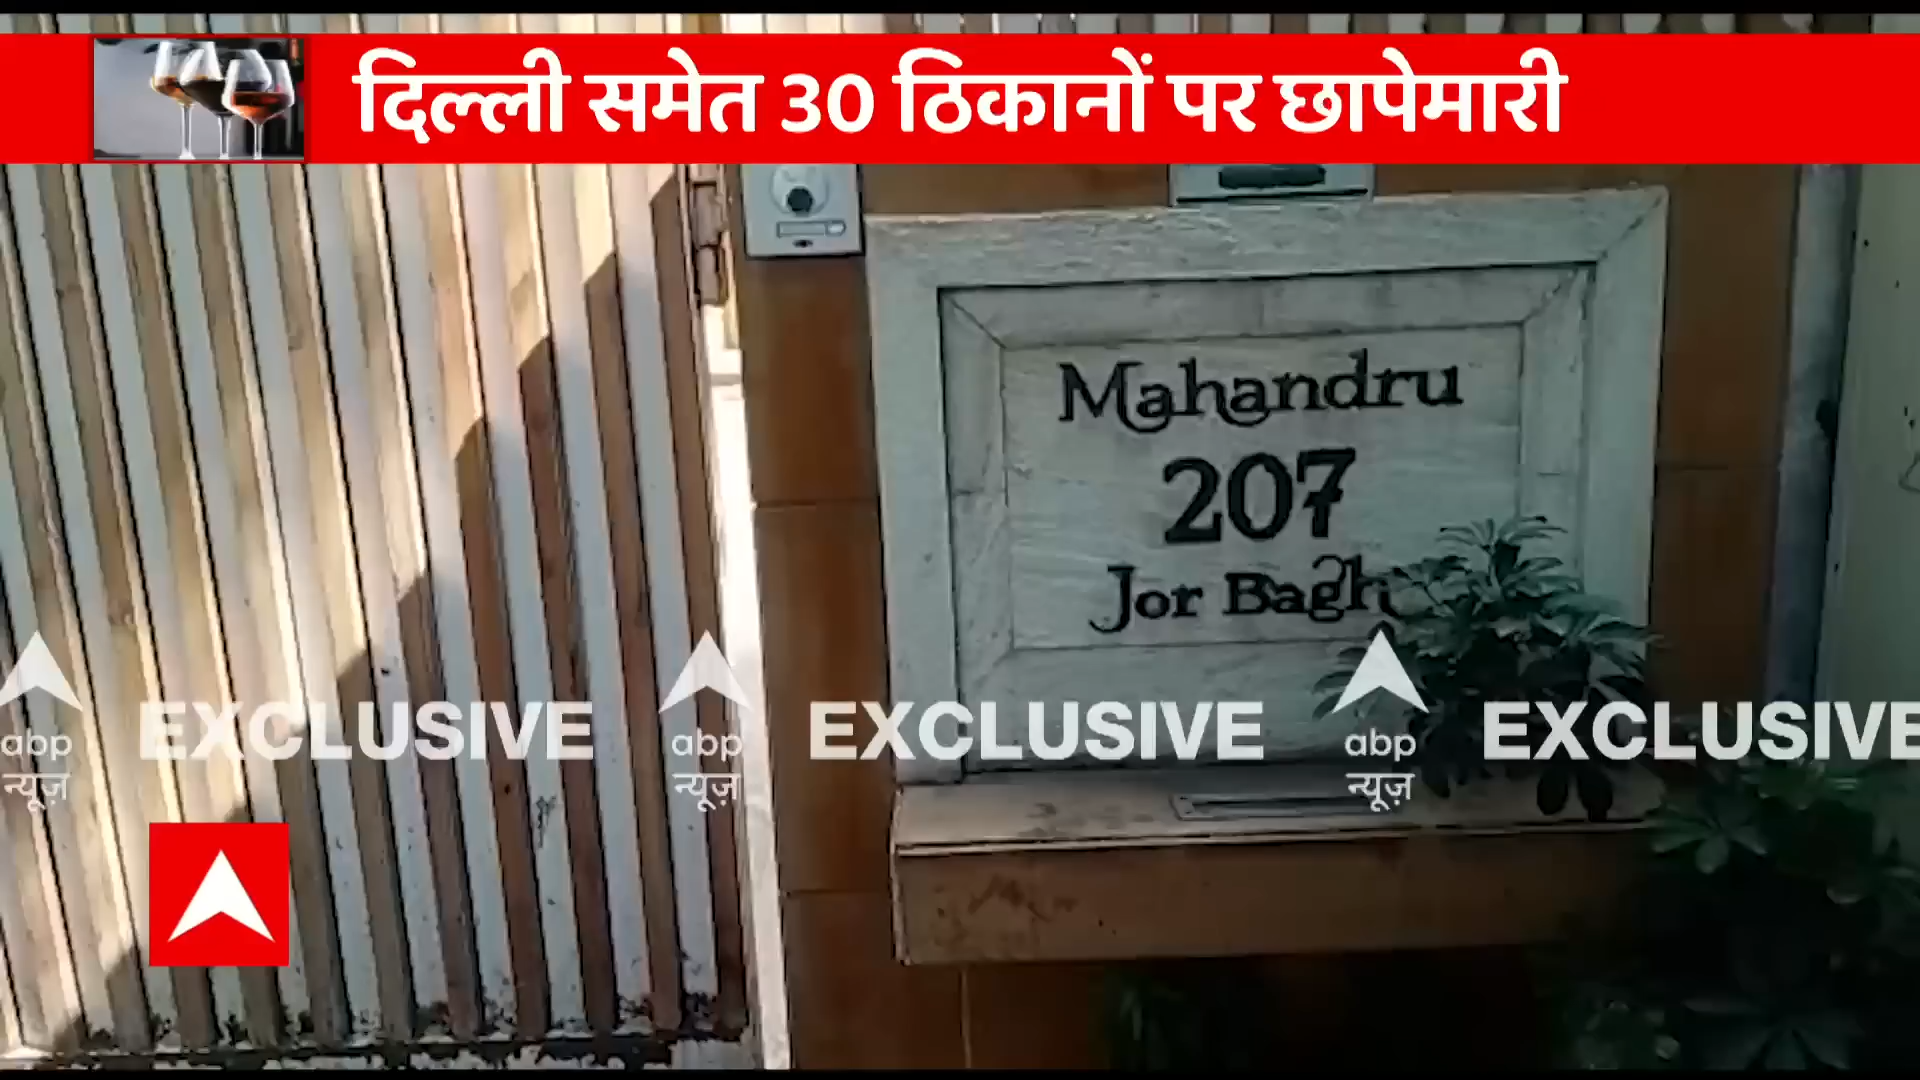 दिल्ली समेत 30 ठिकानों पर छापेमारी
Mahandru
207
Jor Bagh
EXCLUSIVE EXCLUSIVE EXCLUSIVE
abp abp abp
न्यूज़ न्यूज़ न्यूज़